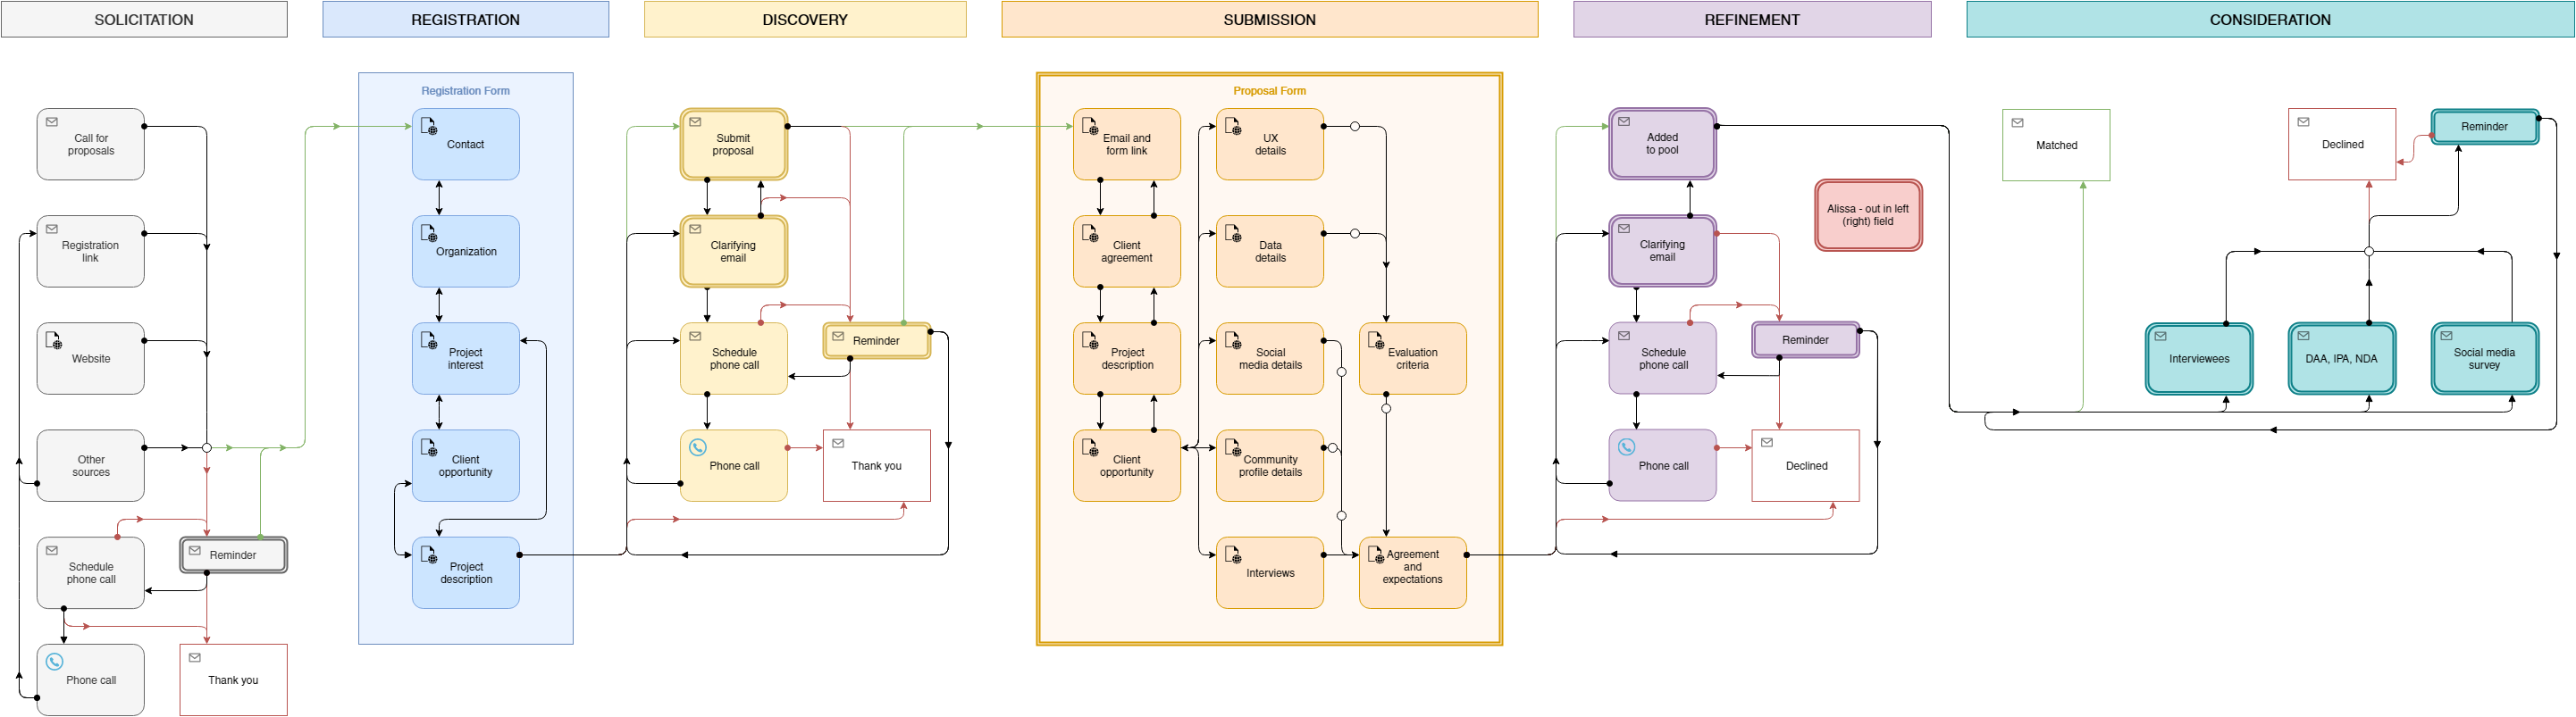 SOLICITATION
REGISTRATION
DISCOVERY
SUBMISSION
REFINEMENT
CONSIDERATION
Call for
proposals
Registration
link
Website
Other
sources
Schedule
phone call
Reminder
Phone call
Thank you
Registration Form
Contact
Organization
Project
interest
Client
opportunity
Project
description
Submit
proposal
Clarifying
email
Schedule
phone call
Reminder
Phone call
Thank you
Proposal Form
Email and
form link
Client
agreement
Project
description
Client
opportunity
UX
details
Data
details
Social
media details
Community
profile details
Interviews
Evaluation
criteria
Agreement
and
expectations
Added
to pool
Clarifying
email
Schedule
phone call
Reminder
Phone call
Declined
Alissa - out in left
(right) field
Matched
Declined
Reminder
Interviewees
DAA, IPA, NDA
Social media
survey